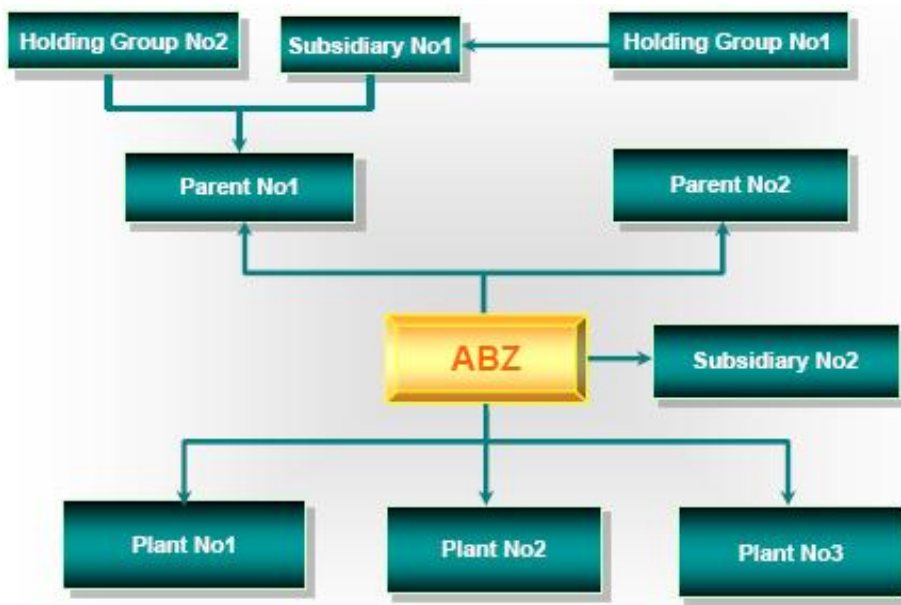 Holding Group No2
Subsidiary No1
Holding Group No1
Parent No1
Parent No2
ABZ
Subsidiary No2
Plant No1
Plant No2
Plant No3